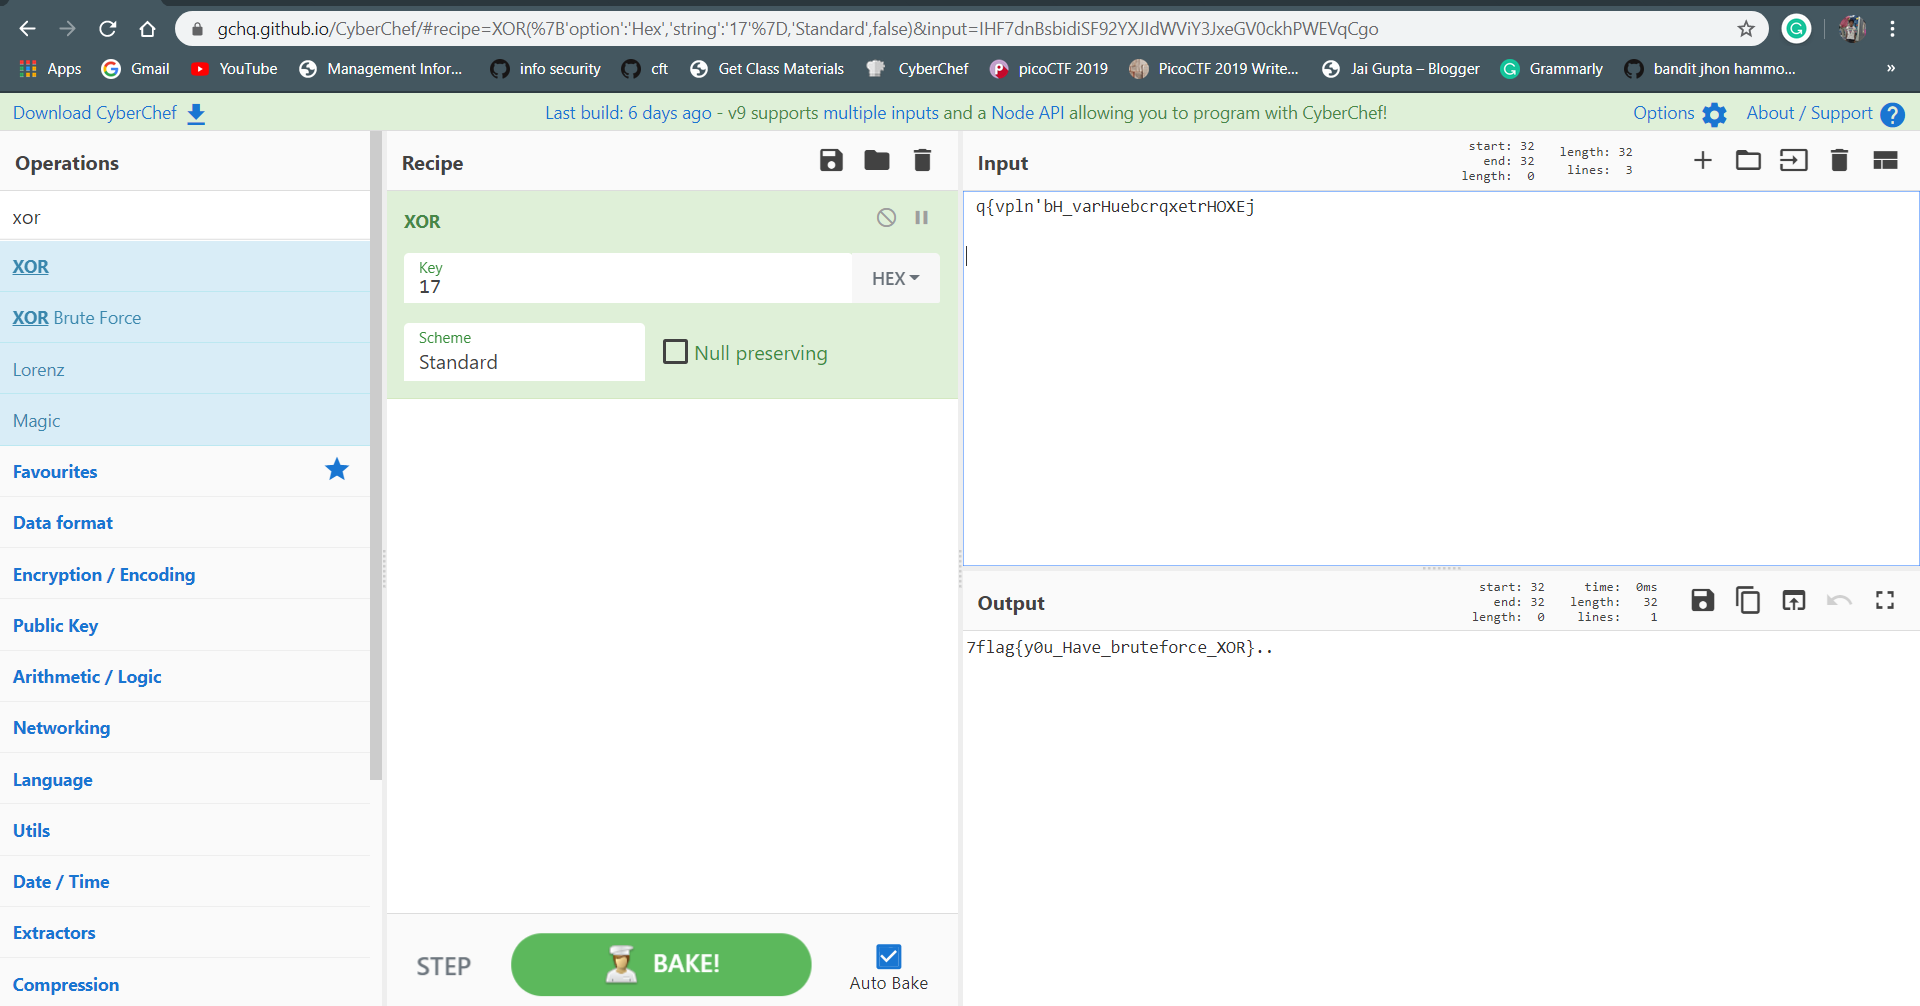 gchq.github.io/CyberChef/#recipe=XOR(%7B'option':'Hex','string':'17'%7D,'Standard',false)&input=IHF7dnBsbidiSF92YXJIdWViY3JxeGV0ckhPWEVqCgo
Apps Gmail YouTube Management Infor... info security cft Get Class Materials CyberChef picoCTF 2019 PicoCTF 2019 Write... Jai Gupta – Blogger Grammarly bandit jhon hammo... »
Download CyberChef Last build: 6 days ago - v9 supports multiple inputs and a Node API allowing you to program with CyberChef! Options About / Support
Operations
xor
XOR
XOR Brute Force
Lorenz
Magic
Favourites
Data format
Encryption / Encoding
Public Key
Arithmetic / Logic
Networking
Language
Utils
Date / Time
Extractors
Compression
Recipe
XOR
Key
17
HEX
Scheme
Standard
Null preserving
STEP
BAKE!
Auto Bake
Input
start: 32
end: 32
length: 0
length: 32
lines: 3
q{vpln'bH_varHuebcrqxetrHOXEj
Output
start: 32
end: 32
length: 0
time: 0ms
length: 32
lines: 1
7flag{y0u_Have_bruteforce_XOR}..